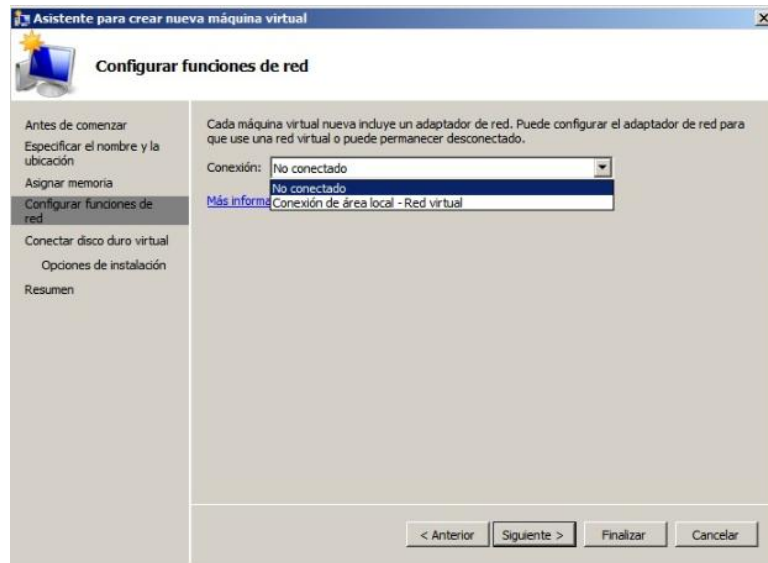 Asistente para crear nueva máquina virtual
Configurar funciones de red
Antes de comenzar
Especificar el nombre y la
ubicación
Asignar memoria
Configurar funciones de
red
Conectar disco duro virtual
Opciones de instalación
Resumen
Cada máquina virtual nueva incluye un adaptador de red. Puede configurar el adaptador de red para
que use una red virtual o puede permanecer desconectado.
Conexión: No conectado
No conectado
Más informa Conexión de área local - Red virtual
< Anterior Siguiente > Finalizar Cancelar